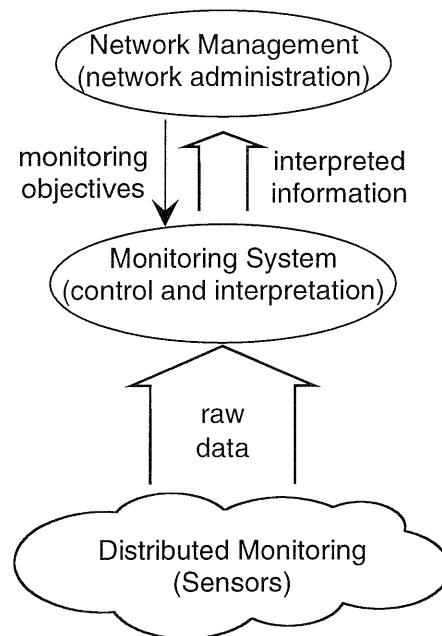 Network Management
(network administration)
monitoring
objectives
interpreted
information
Monitoring System
(control and interpretation)
raw
data
Distributed Monitoring
(Sensors)